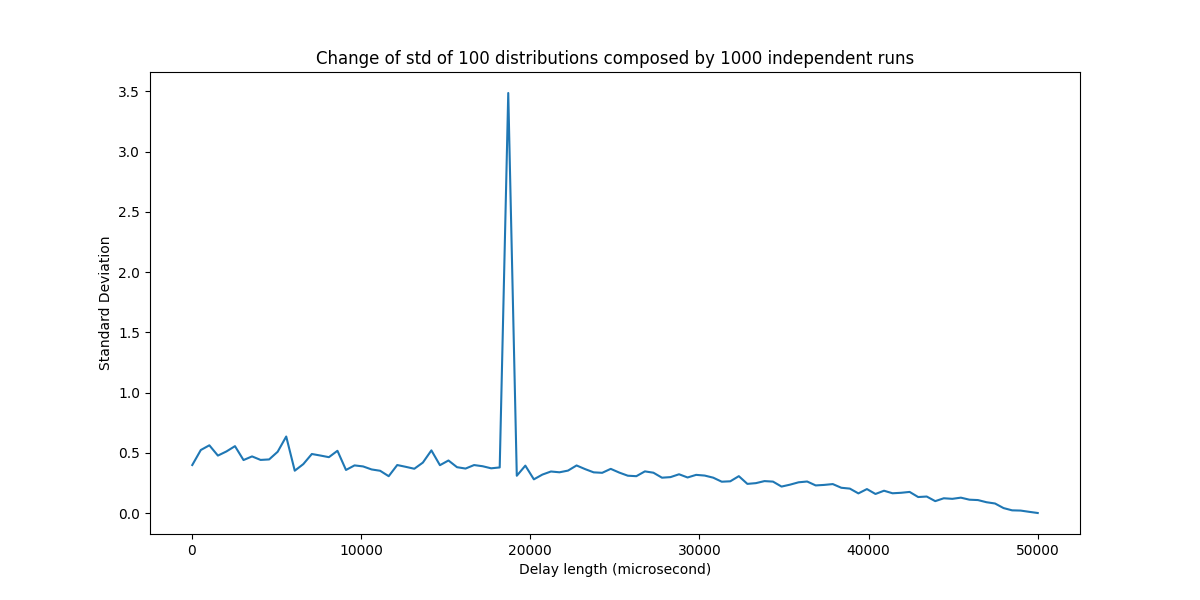 Change of std of 100 distributions composed by 1000 independent runs
3.5
3.0
2.5
2.0
1.5
1.0
0.5
0.0
Standard Deviation
0 10000 20000 30000 40000 50000
Delay length (microsecond)